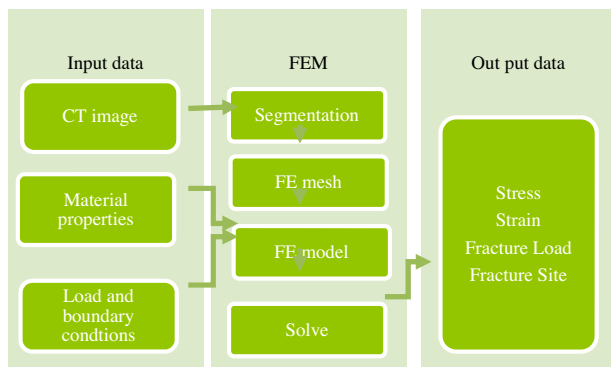 Input data
CT image
Material
properties
Load and
boundary
condtions
FEM
Segmentation
FE mesh
FE model
Solve
Out put data
Stress
Strain
Fracture Load
Fracture Site